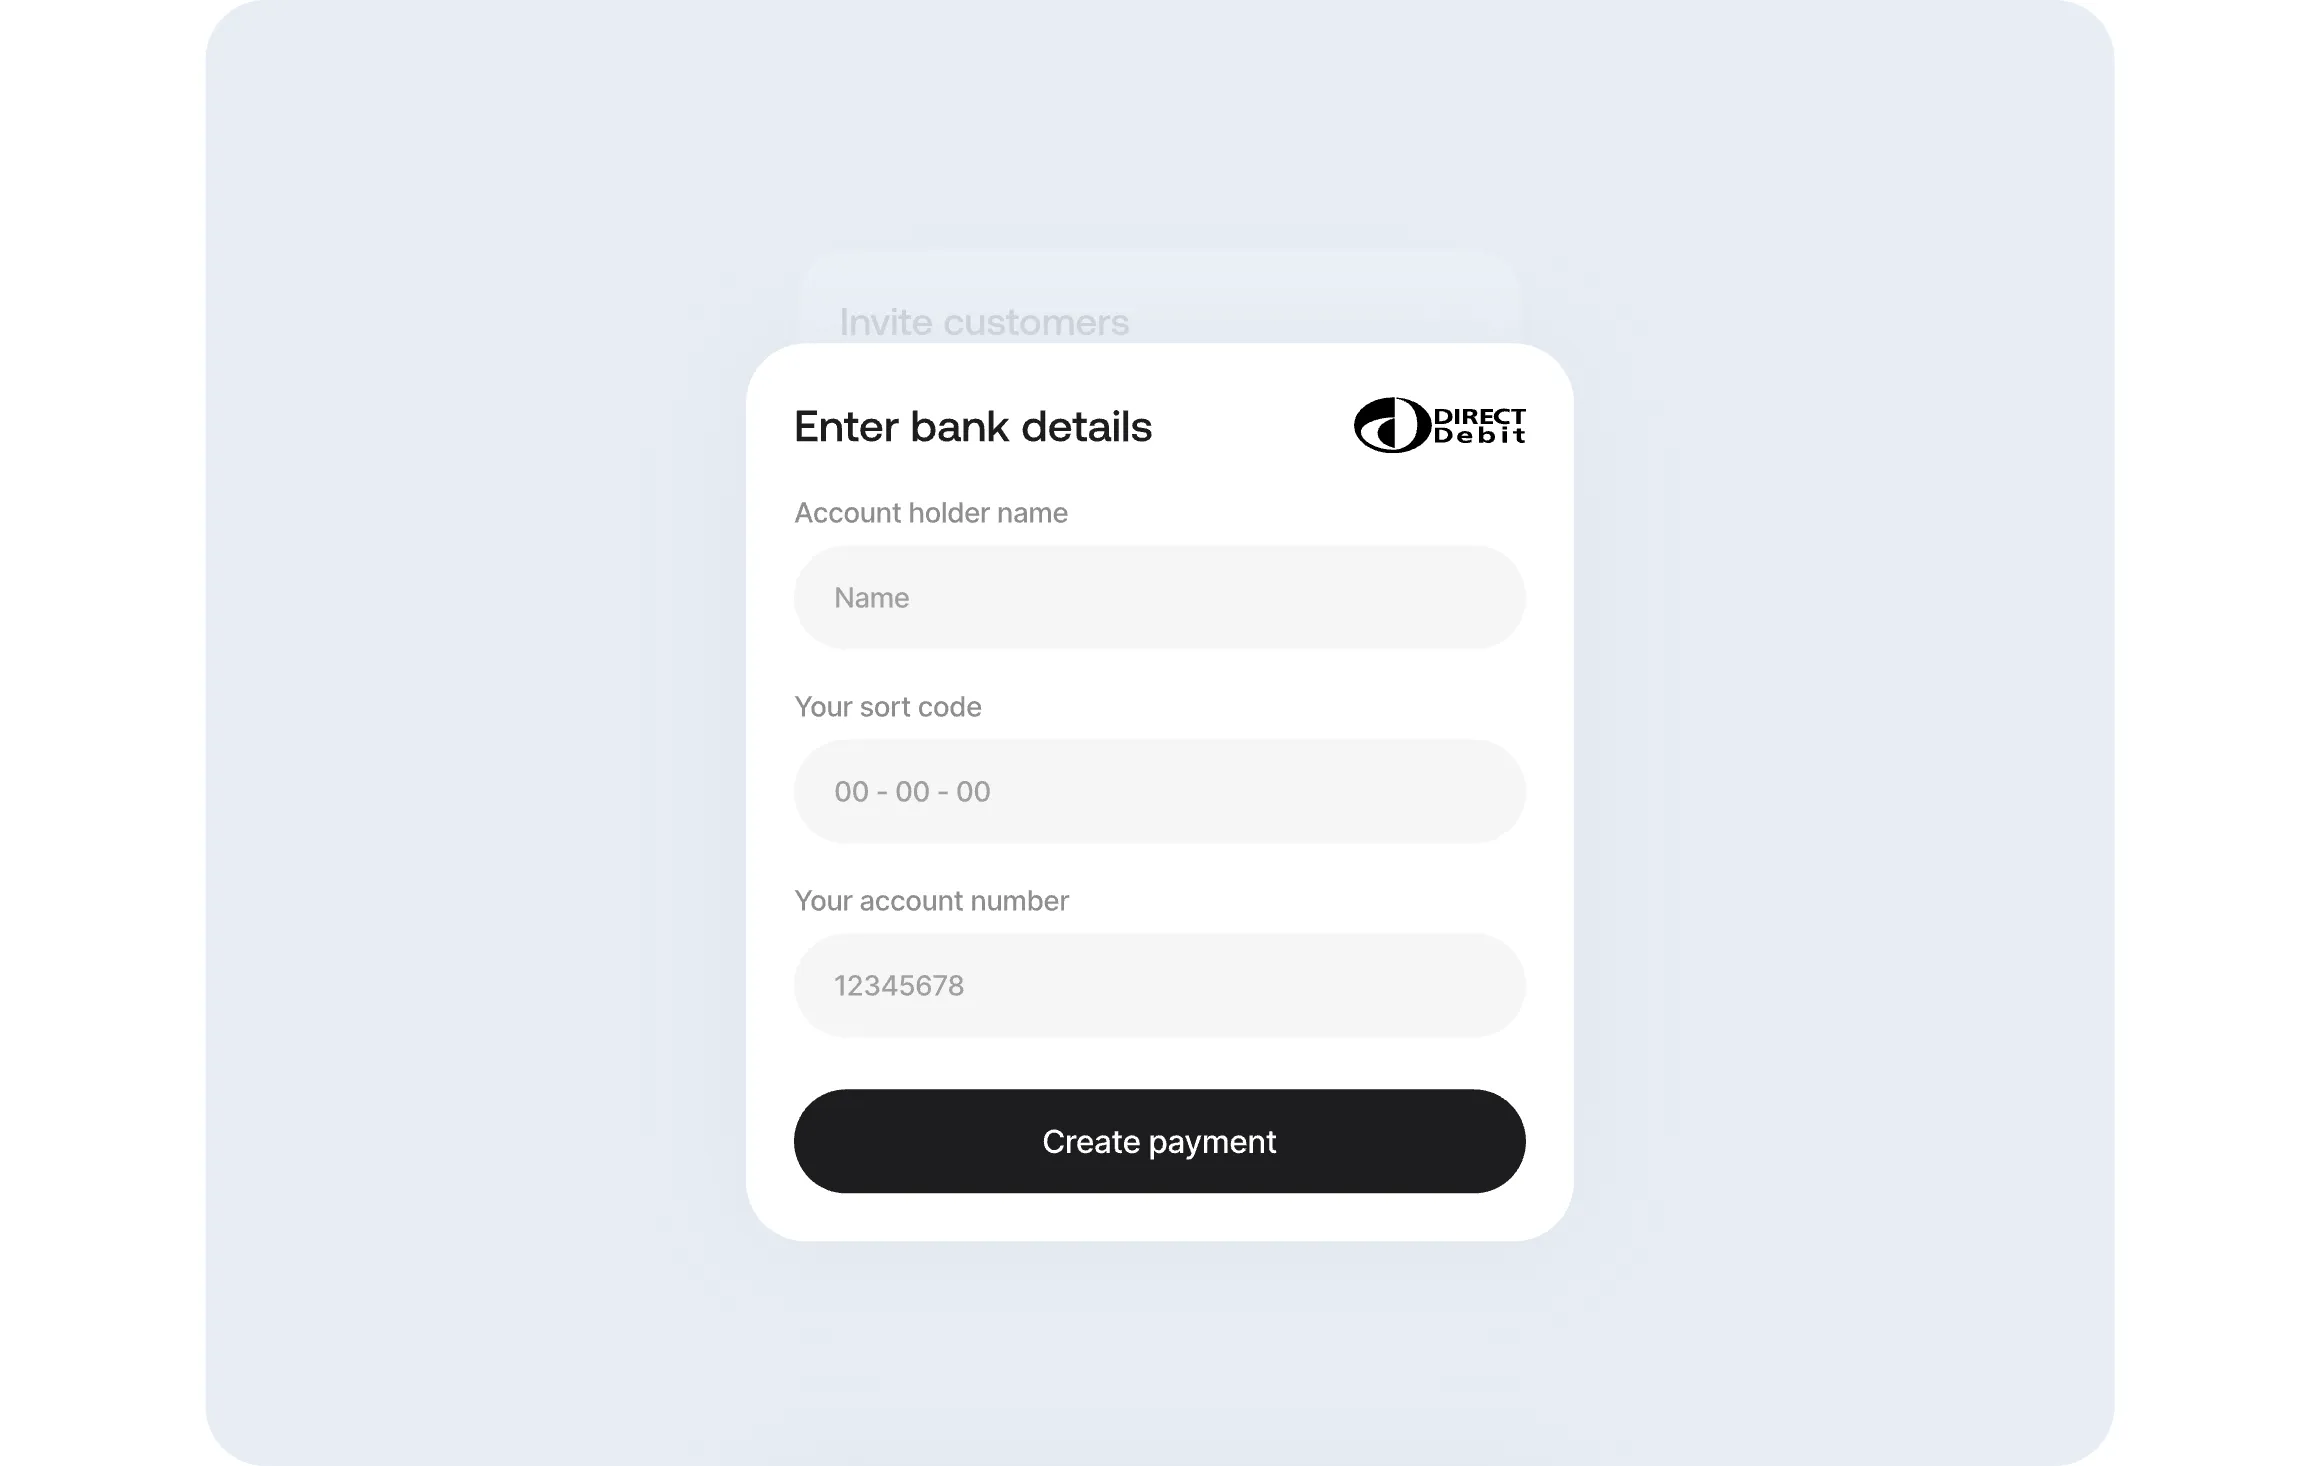 Invite customers
Enter bank details
DIRECT
Debit
Account holder name
Name
Your sort code
00 - 00 - 00
Your account number
12345678
Create payment